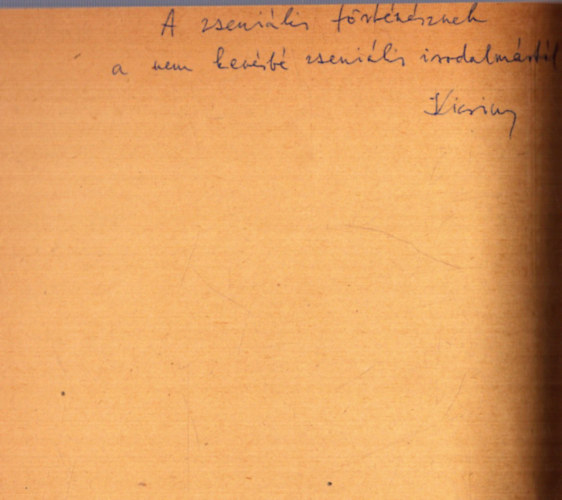 A zseniális történésznek
a nem kevésbé zseniális irodalmártól